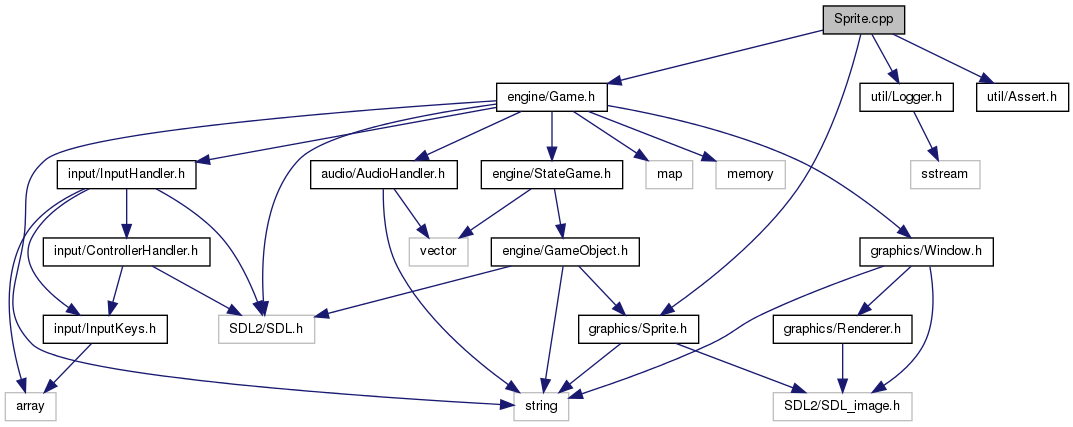 Sprite.cpp
engine/Game.h
util/Logger.h
util/Assert.h
input/InputHandler.h
audio/AudioHandler.h
engine/StateGame.h
map
memory
sstream
input/ControllerHandler.h
vector
engine/GameObject.h
graphics/Window.h
input/InputKeys.h
SDL2/SDL.h
graphics/Sprite.h
graphics/Renderer.h
array
string
SDL2/SDL_image.h